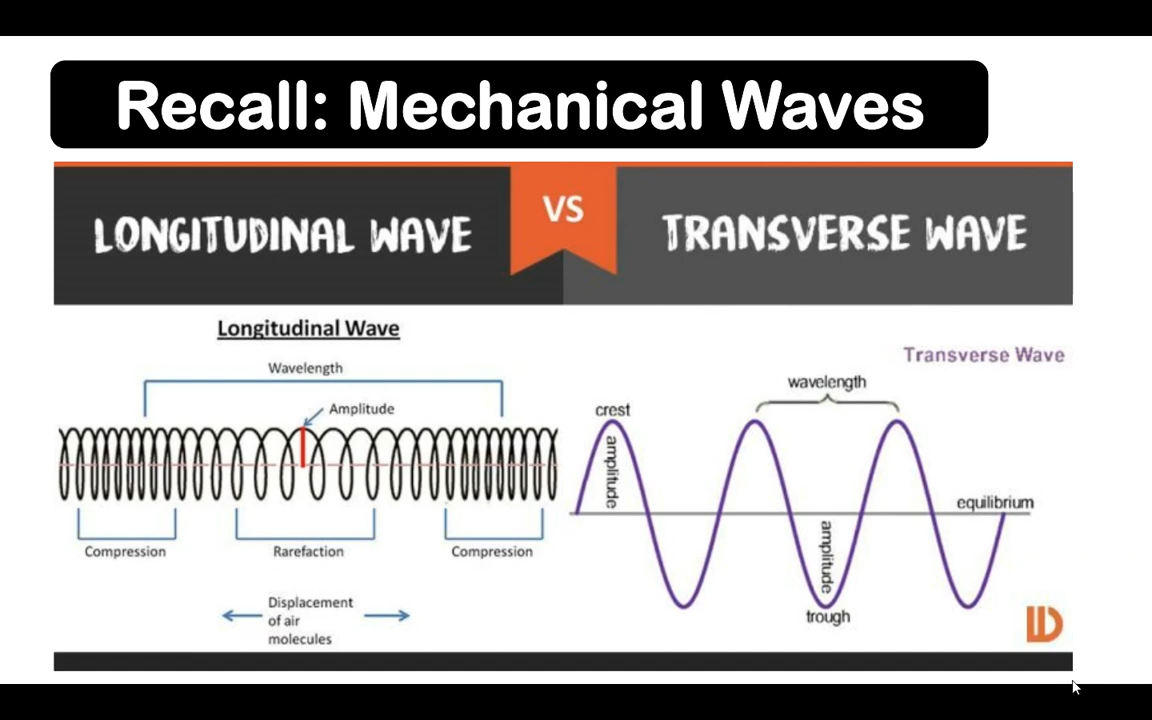 Recall: Mechanical Waves
LONGITUDINAL WAVE
VS
TRANSVERSE WAVE
Longitudinal Wave
Wavelength
Amplitude
Compression
Rarefaction
Compression
Displacement
of air
molecules
Transverse Wave
wavelength
crest
amplitude
equilibrium
amplitude
trough